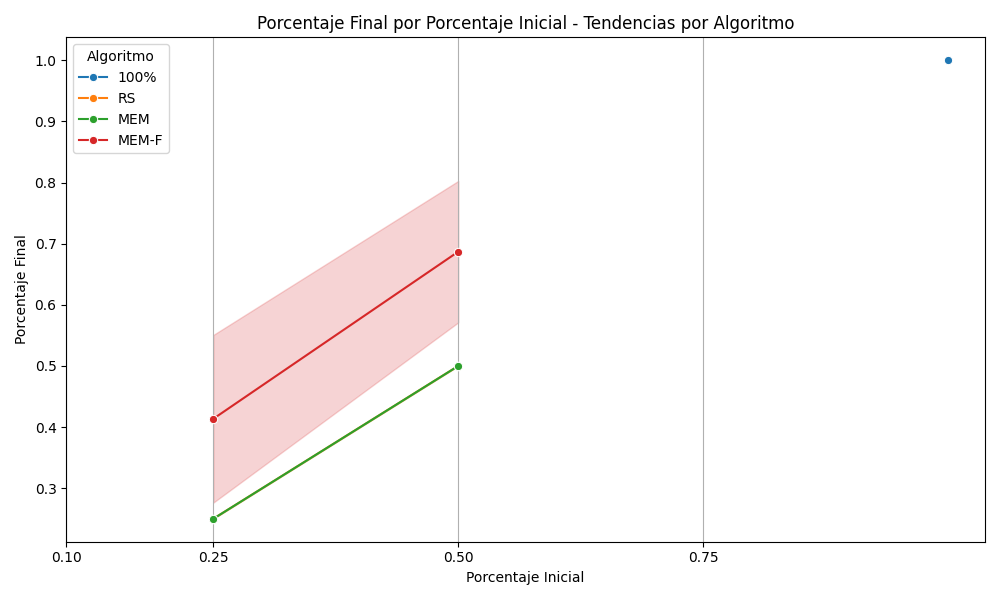 Porcentaje Final por Porcentaje Inicial - Tendencias por Algoritmo
Algoritmo
100%
RS
MEM
MEM-F
1.0
0.9
0.8
0.7
0.6
0.5
0.4
0.3
Porcentaje Final
0.10
0.25
0.50
0.75
Porcentaje Inicial